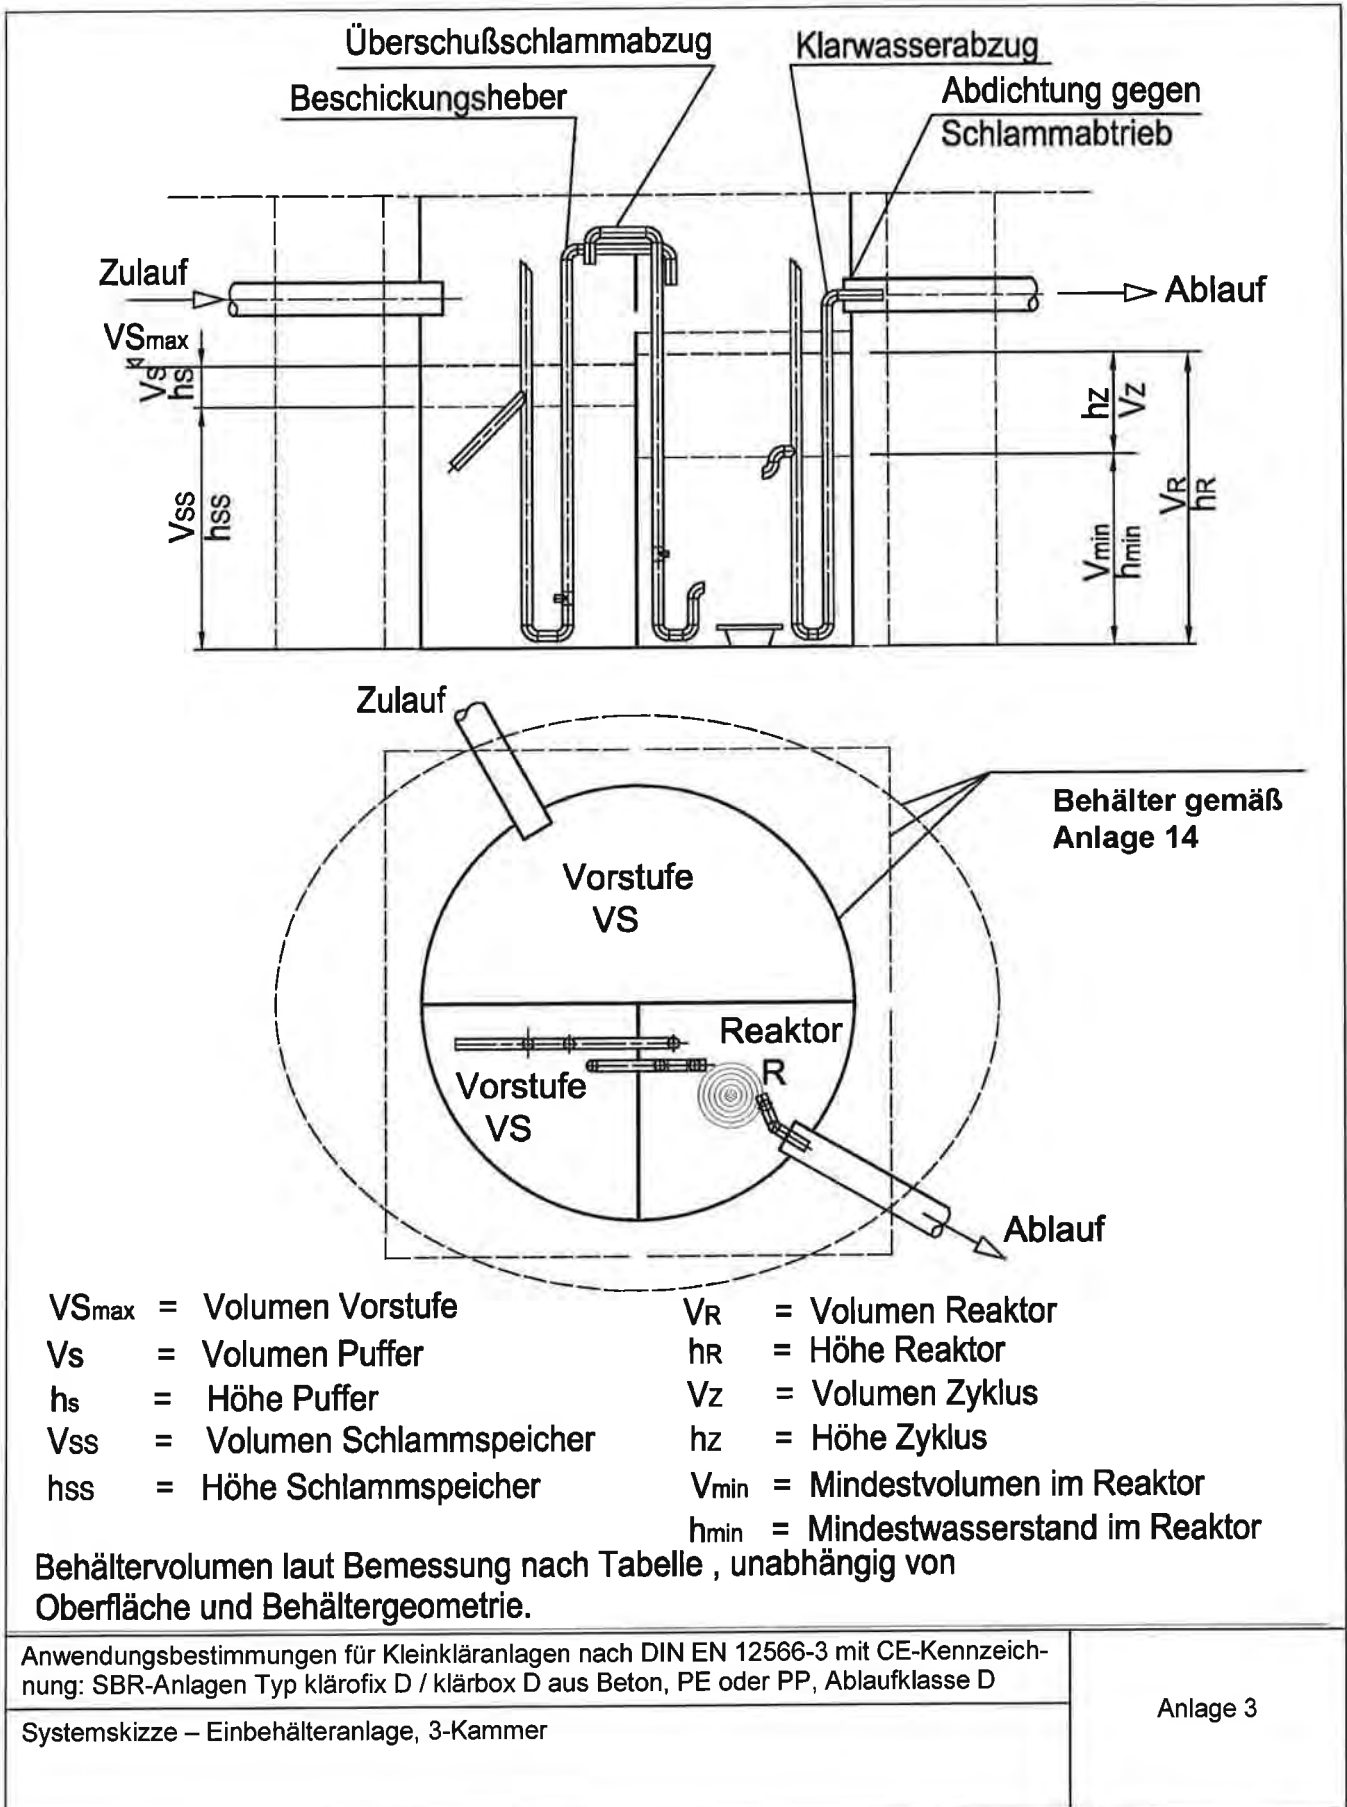 Überschußschlammabzug
Klarwasserabzug
Beschickungsheber
Abdichtung gegen
Schlammabtrieb
Zulauf
Ablauf
VSmax
Vs
hs
hz
Vz
Vss
hss
VR
hR
Vmin
hmin
Zulauf
Behälter gemäß
Anlage 14
Vorstufe
VS
Reaktor
R
Vorstufe
VS
Ablauf
VSmax = Volumen Vorstufe
Vs = Volumen Puffer
hs = Höhe Puffer
Vss = Volumen Schlammspeicher
hss = Höhe Schlammspeicher
VR = Volumen Reaktor
hR = Höhe Reaktor
Vz = Volumen Zyklus
hz = Höhe Zyklus
Vmin = Mindestvolumen im Reaktor
hmin = Mindestwasserstand im Reaktor
Behältervolumen laut Bemessung nach Tabelle , unabhängig von
Oberfläche und Behältergeometrie.
Anwendungsbestimmungen für Kleinkläranlagen nach DIN EN 12566-3 mit CE-Kennzeich-
nung: SBR-Anlagen Typ klärofix D / klärbox D aus Beton, PE oder PP, Ablaufklasse D
Systemskizze – Einbehälteranlage, 3-Kammer
Anlage 3